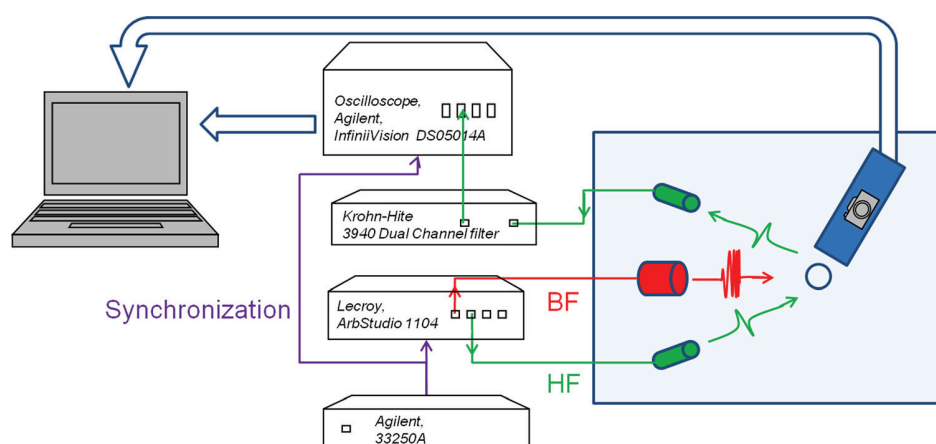 Oscilloscope,
Agilent,
InfiniiVision DS05014A
Krohn-Hite
3940 Dual Channel filter
Synchronization
Lecroy,
ArbStudio 1104
BF
HF
Agilent,
33250A